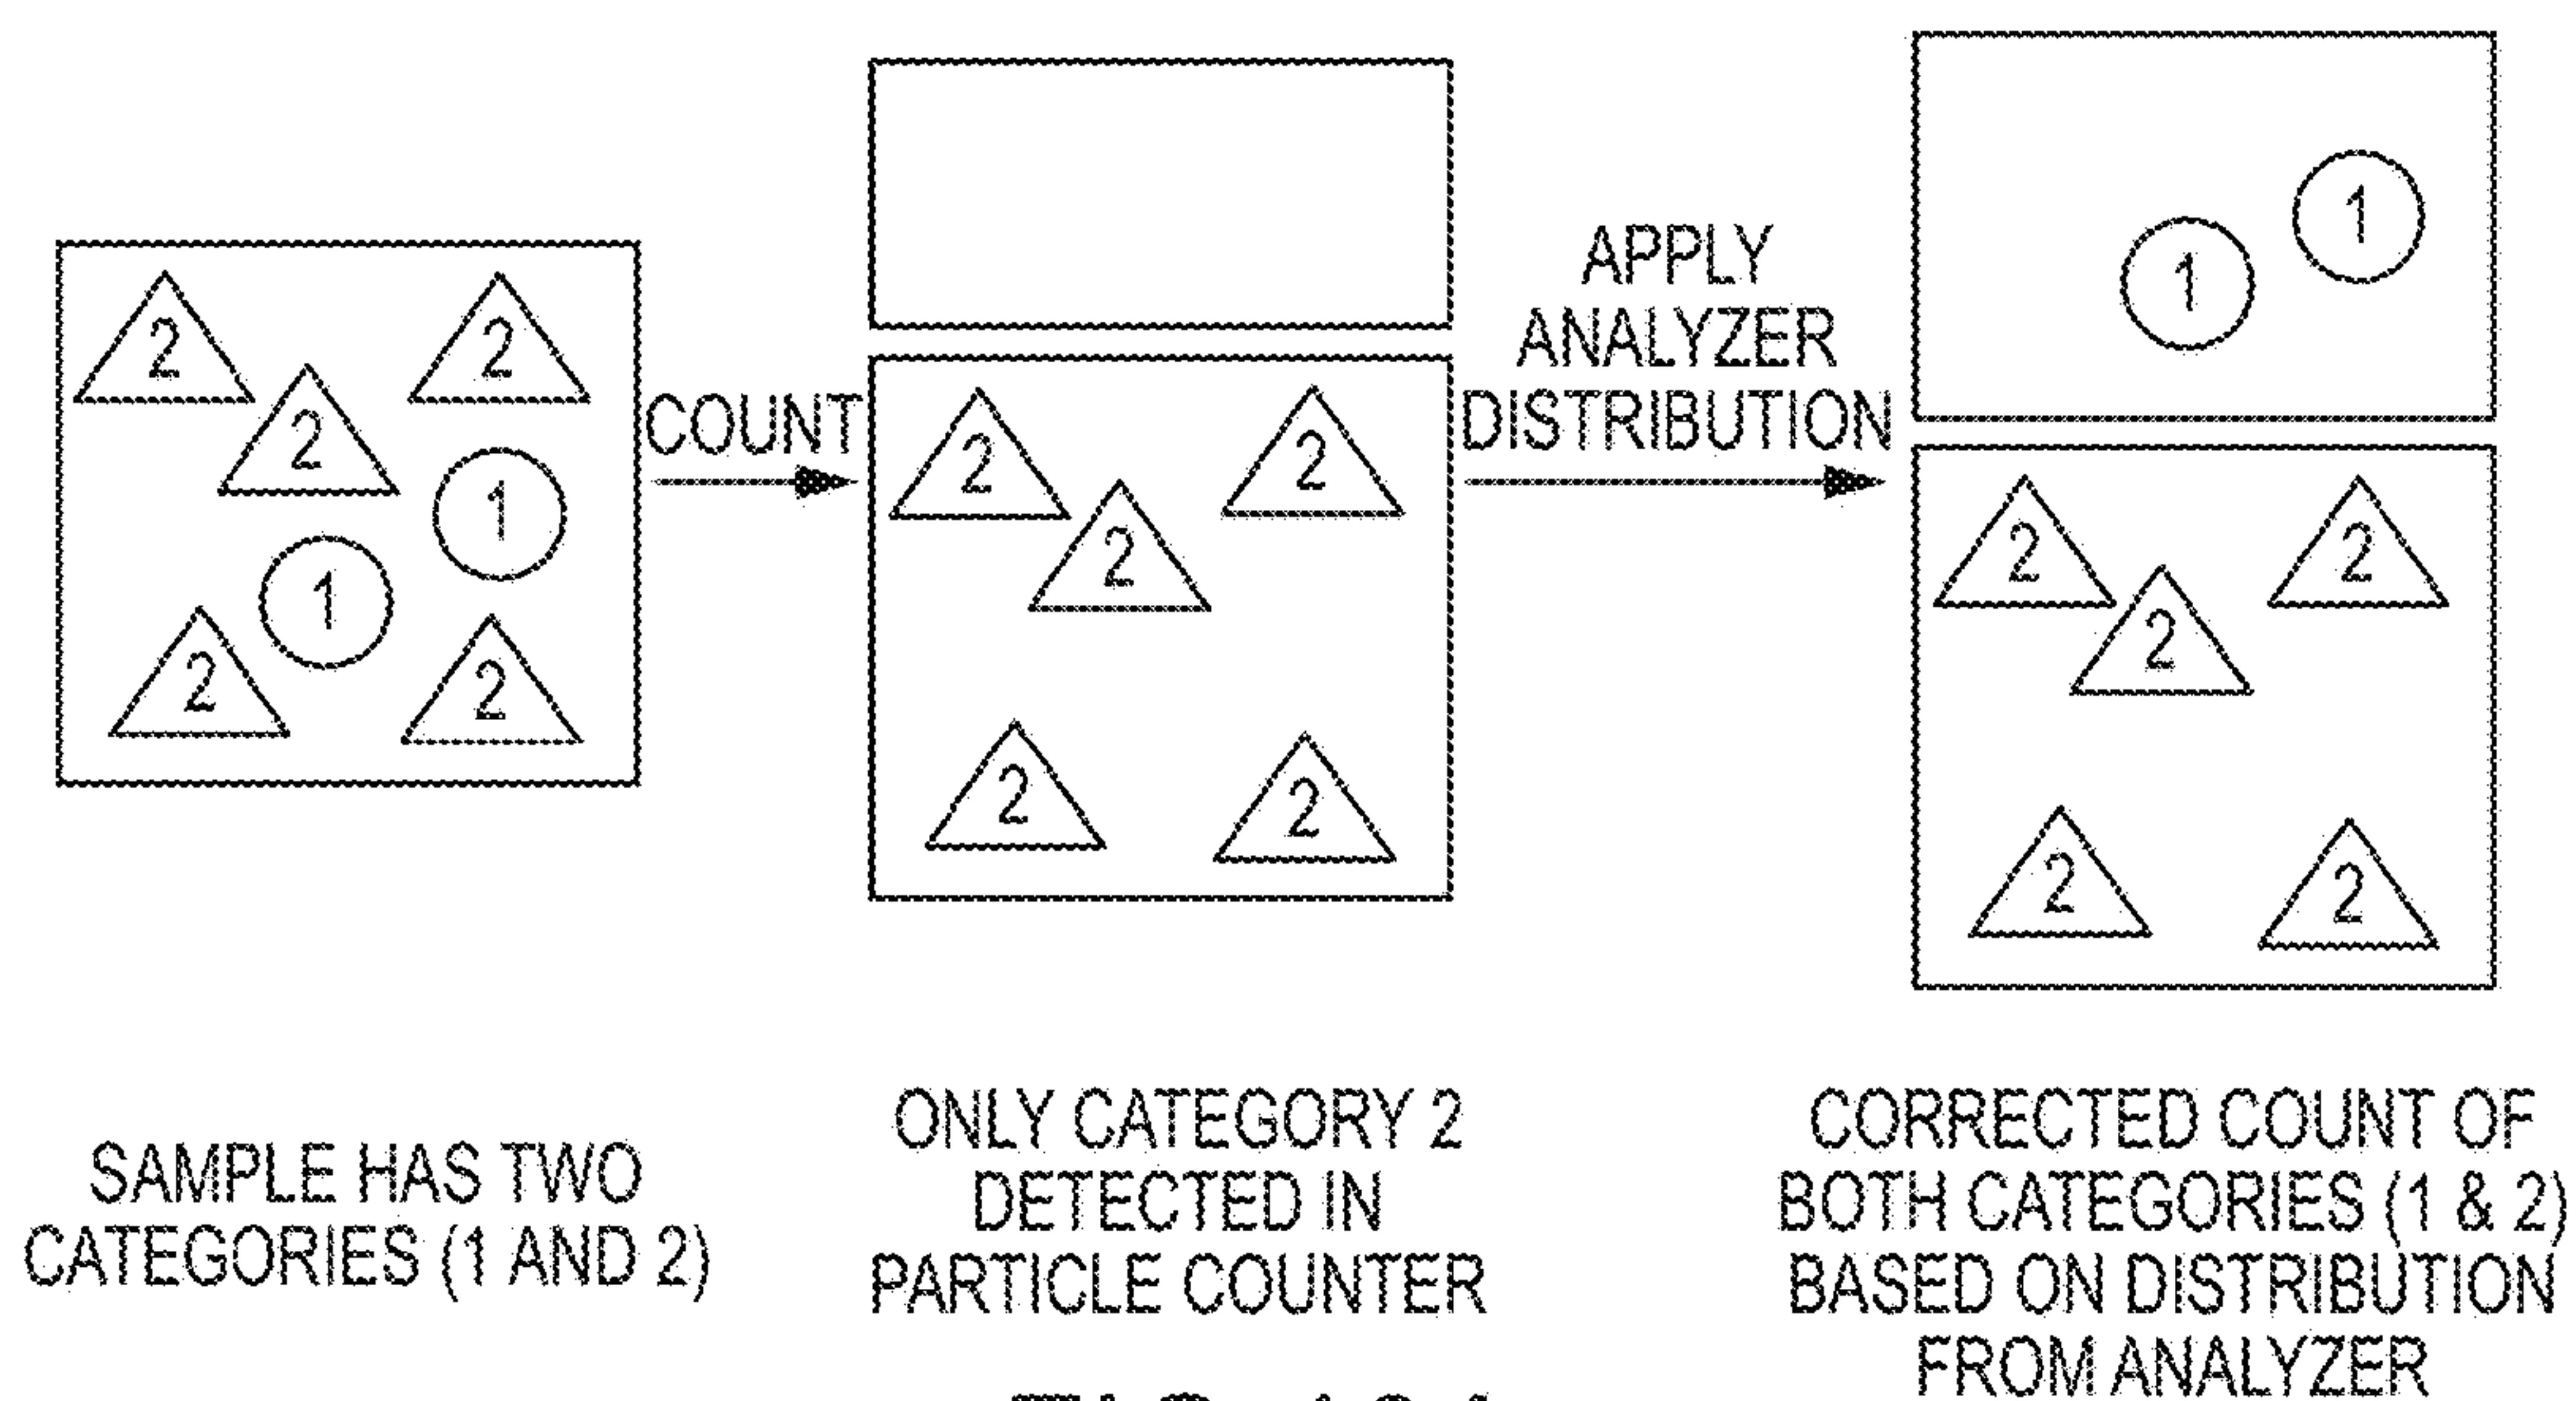 2
2
2
1
1
2
2
COUNT
2
2
2
2
2
APPLY
ANALYZER
DISTRIBUTION
1
1
2
2
2
2
2
SAMPLE HAS TWO
CATEGORIES (1 AND 2)
ONLY CATEGORY 2
DETECTED IN
PARTICLE COUNTER
CORRECTED COUNT OF
BOTH CATEGORIES (1 & 2)
BASED ON DISTRIBUTION
FROM ANALYZER